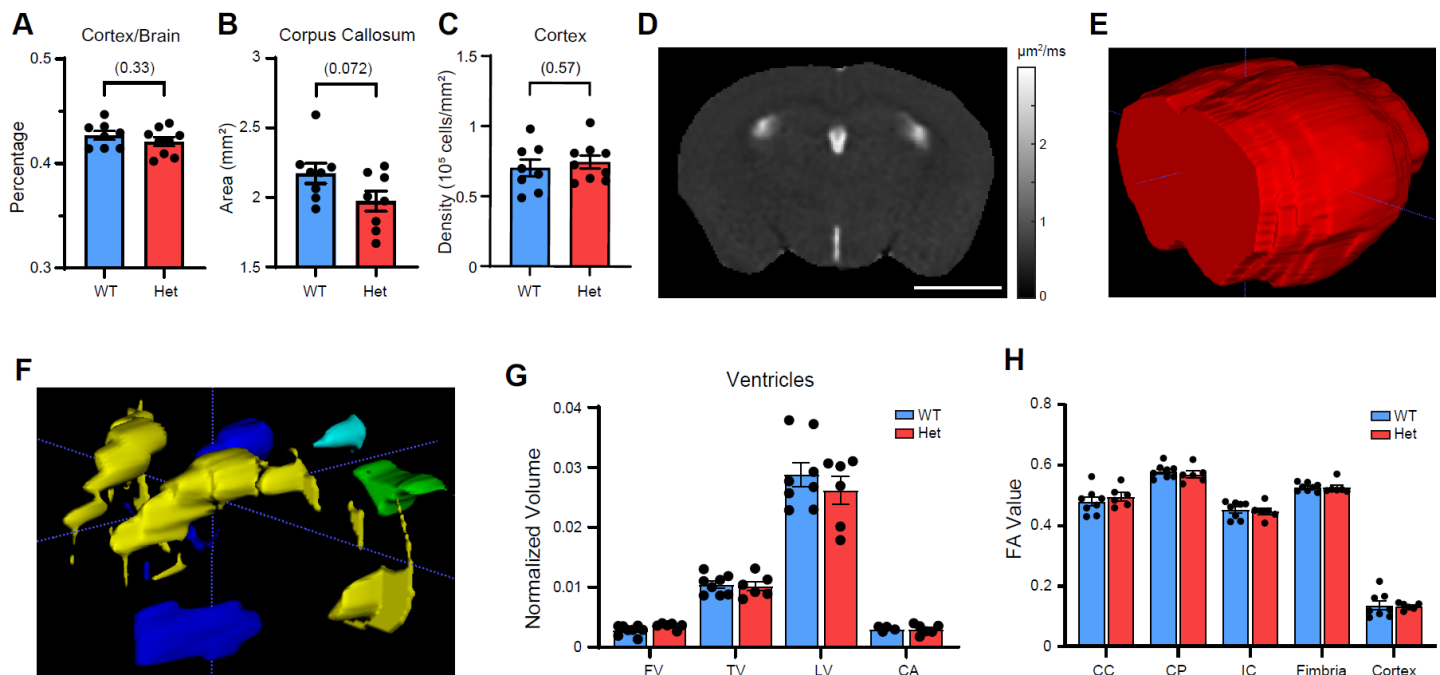 A
Cortex/Brain
(0.33)
Percentage
0.5
0.4
0.3
WT
Het
B
Corpus Callosum
(0.072)
Area (mm²)
3
2.5
2
1.5
WT
Het
C
Cortex
(0.57)
Density (10⁵ cells/mm²)
1.5
1
0.5
0
WT
Het
D
μm²/ms
2
1
0
E
F
G
Ventricles
Normalized Volume
0.04
0.03
0.02
0.01
0
WT
Het
FV
TV
LV
CA
H
FA Value
0.8
0.6
0.4
0.2
0
WT
Het
CC
CP
IC
Fimbria
Cortex